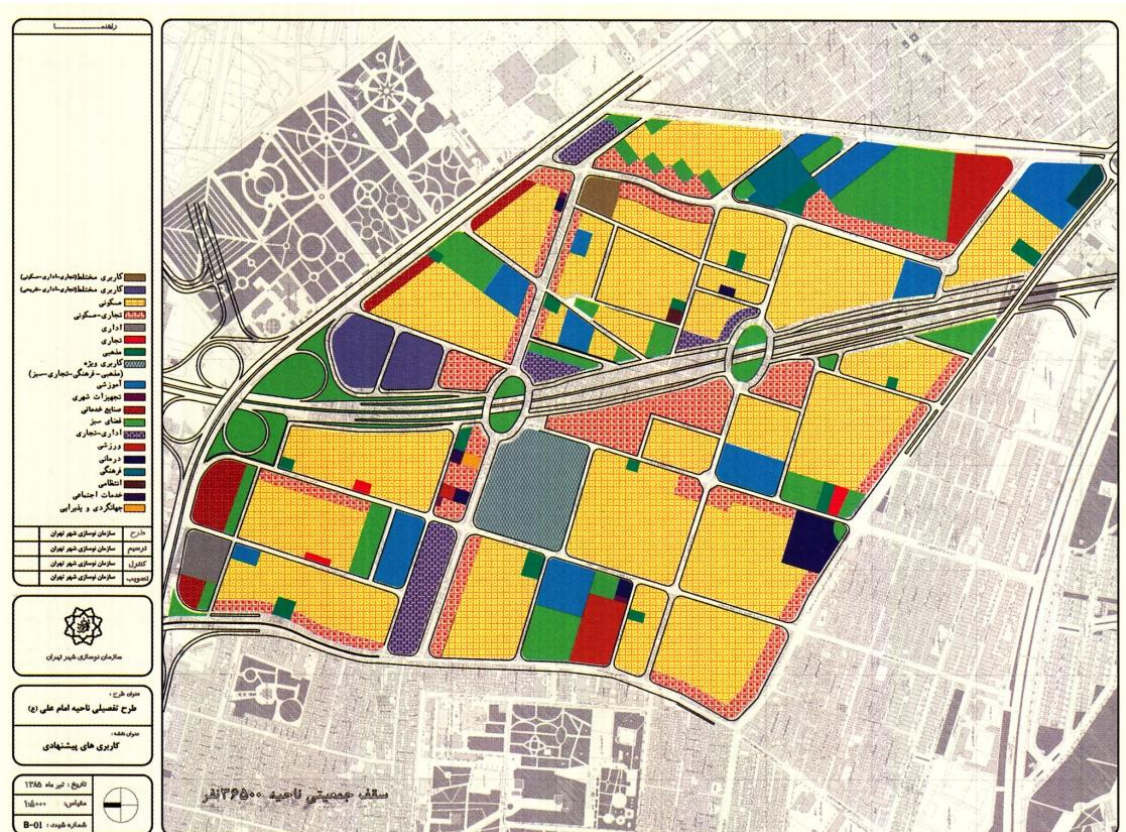 راهنما
کاربری مختلط(تجاری-اداری-مسکونی)
کاربری مختلط(تجاری-اداری-تفریحی)
مسکونی
تجاری-مسکونی
اداری
تجاری
مذهبی
کاربری ویژه
(مذهبی-فرهنگی-تجاری-سبز)
آموزشی
تجهیزات شهری
صنایع خدماتی
فضای سبز
اداری-تجاری
ورزشی
درمانی
فرهنگی
انتظامی
خدمات اجتماعی
جهانگردی و پذیرایی
طرح سازمان نوسازی شهر تهران
ترسیم سازمان نوسازی شهر تهران
کنترل سازمان نوسازی شهر تهران
تصویب سازمان نوسازی شهر تهران
سازمان نوسازی شهر تهران
عنوان طرح :
طرح تفصیلی ناحیه امام علی (ع)
عنوان نقشه :
کاربری های پیشنهادی
تاریخ : تیر ماه ۱۳۸۵
مقیاس: ۱:۵۰۰۰
شماره شیت : B-01
سقف جمعیتی ناحیه ۳۶۵۰۰نفر